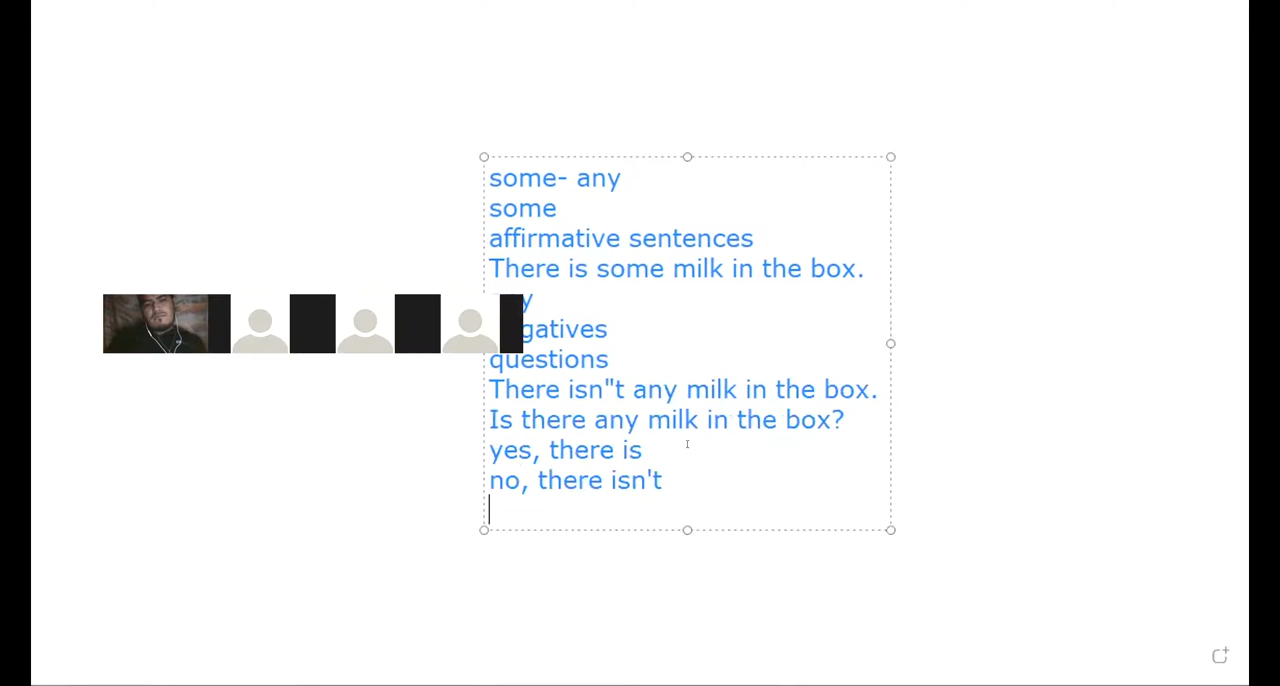 some- any
some
affirmative sentences
There is some milk in the box.
questions
There isn"t any milk in the box.
Is there any milk in the box?
yes, there is
no, there isn't